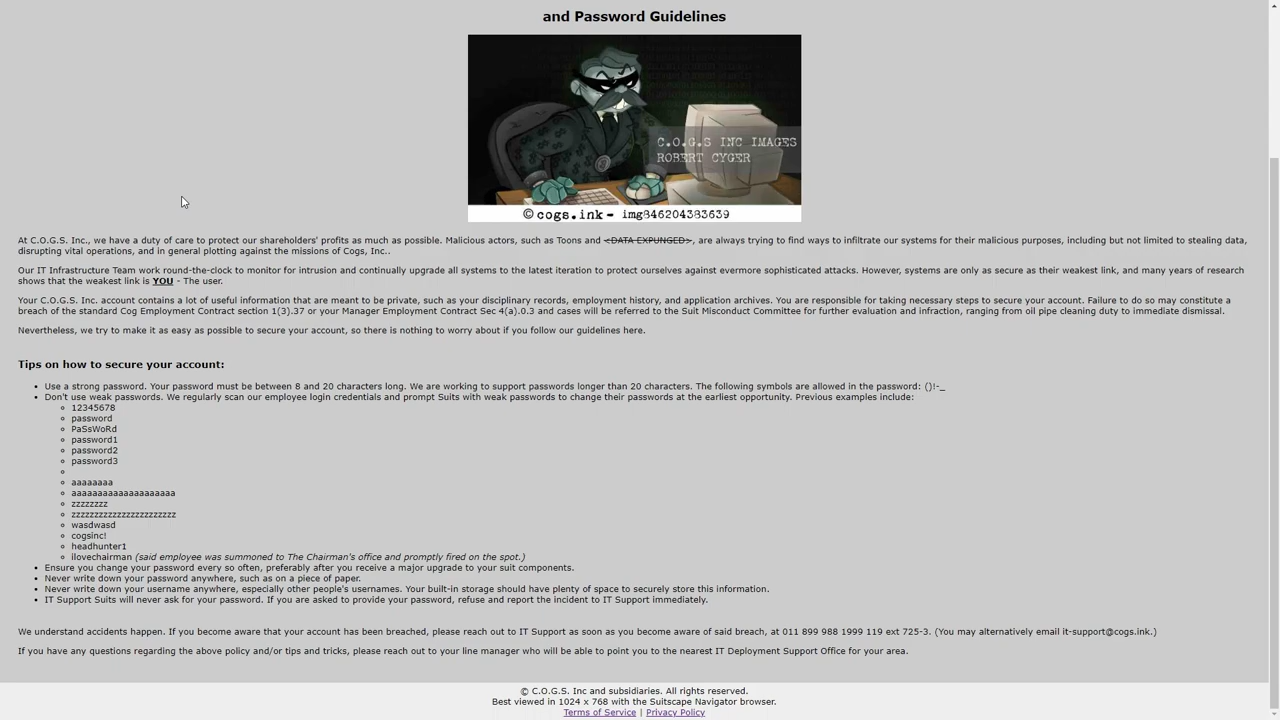 and Password Guidelines
C.O.G.S INC IMAGES
ROBERT CYGER
© cogs.ink - img846204383639
At C.O.G.S. Inc., we have a duty of care to protect our shareholders' profits as much as possible. Malicious actors, such as Toons and <DATA EXPUNGED>, are always trying to find ways to infiltrate our systems for their malicious purposes, including but not limited to stealing data,
disrupting vital operations, and in general plotting against the missions of Cogs, Inc..
Our IT Infrastructure Team work round-the-clock to monitor for intrusion and continually upgrade all systems to the latest iteration to protect ourselves against evermore sophisticated attacks. However, systems are only as secure as their weakest link, and many years of research
shows that the weakest link is YOU - The user.
Your C.O.G.S. Inc. account contains a lot of useful information that are meant to be private, such as your disciplinary records, employment history, and application archives. You are responsible for taking necessary steps to secure your account. Failure to do so may constitute a
breach of the standard Cog Employment Contract section 1(3).37 or your Manager Employment Contract Sec 4(a).0.3 and cases will be referred to the Suit Misconduct Committee for further evaluation and infraction, ranging from oil pipe cleaning duty to immediate dismissal.
Nevertheless, we try to make it as easy as possible to secure your account, so there is nothing to worry about if you follow our guidelines here.
Tips on how to secure your account:
• Use a strong password. Your password must be between 8 and 20 characters long. We are working to support passwords longer than 20 characters. The following symbols are allowed in the password: ()!-_
• Don't use weak passwords. We regularly scan our employee login credentials and prompt Suits with weak passwords to change their passwords at the earliest opportunity. Previous examples include:
12345678
password
PaSsWoRd
password1
password2
password3
aaaaaaaa
aaaaaaaaaaaaaaaaaaaa
zzzzzzzz
zzzzzzzzzzzzzzzzzzzzzzz
wasdwasd
cogsinc!
headhunter1
ilovechairman (said employee was summoned to The Chairman's office and promptly fired on the spot.)
• Ensure you change your password every so often, preferably after you receive a major upgrade to your suit components.
• Never write down your password anywhere, such as on a piece of paper.
• Never write down your username anywhere, especially other people's usernames. Your built-in storage should have plenty of space to securely store this information.
• IT Support Suits will never ask for your password. If you are asked to provide your password, refuse and report the incident to IT Support immediately.
We understand accidents happen. If you become aware that your account has been breached, please reach out to IT Support as soon as you become aware of said breach, at 011 899 988 1999 119 ext 725-3. (You may alternatively email it-support@cogs.ink.)
If you have any questions regarding the above policy and/or tips and tricks, please reach out to your line manager who will be able to point you to the nearest IT Deployment Support Office for your area.
© C.O.G.S. Inc and subsidiaries. All rights reserved.
Best viewed in 1024 x 768 with the Suitscape Navigator browser.
Terms of Service | Privacy Policy